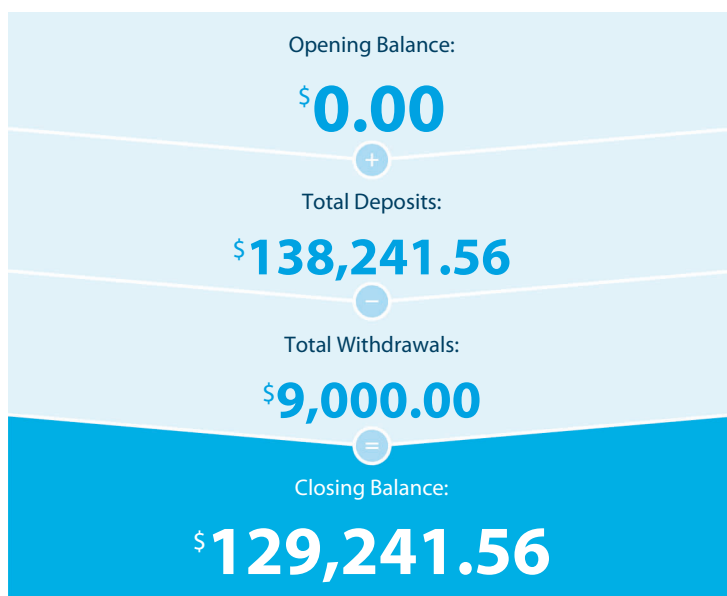 Opening Balance:
$0.00
+
Total Deposits:
$138,241.56
−
Total Withdrawals:
$9,000.00
=
Closing Balance:
$129,241.56